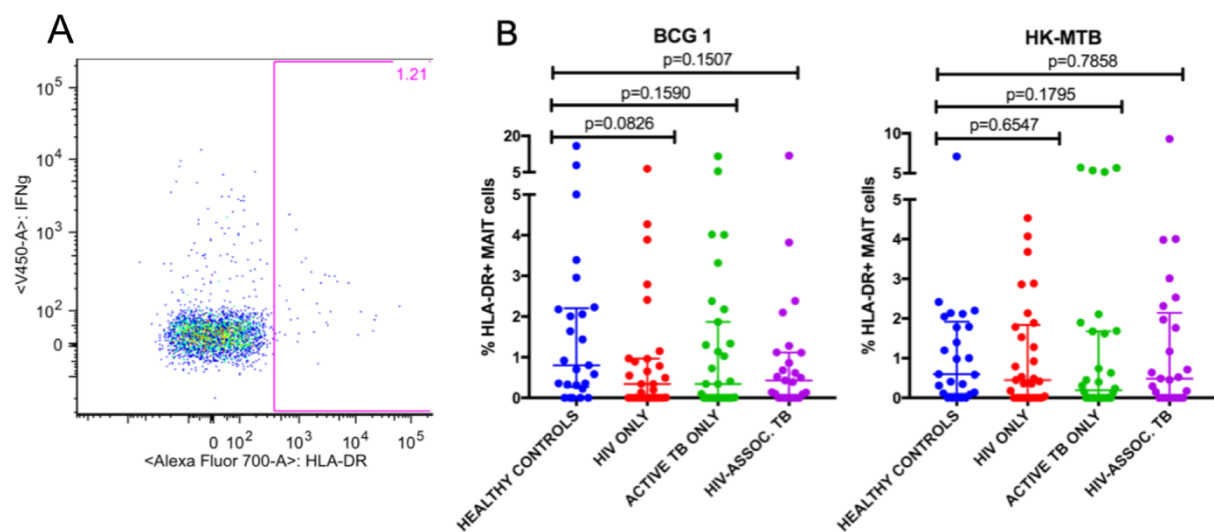 A
1.21
10^5
10^4
10^3
10^2
0
<V450-A>: IFNg
0 10^2 10^3 10^4 10^5
<Alexa Fluor 700-A>: HLA-DR
B
BCG 1
p=0.1507
p=0.1590
p=0.0826
20
5
5
4
3
2
1
0
% HLA-DR+ MAIT cells
HEALTHY CONTROLS
HIV ONLY
ACTIVE TB ONLY
HIV-ASSOC. TB
HK-MTB
p=0.7858
p=0.1795
p=0.6547
10
5
5
4
3
2
1
0
% HLA-DR+ MAIT cells
HEALTHY CONTROLS
HIV ONLY
ACTIVE TB ONLY
HIV-ASSOC. TB